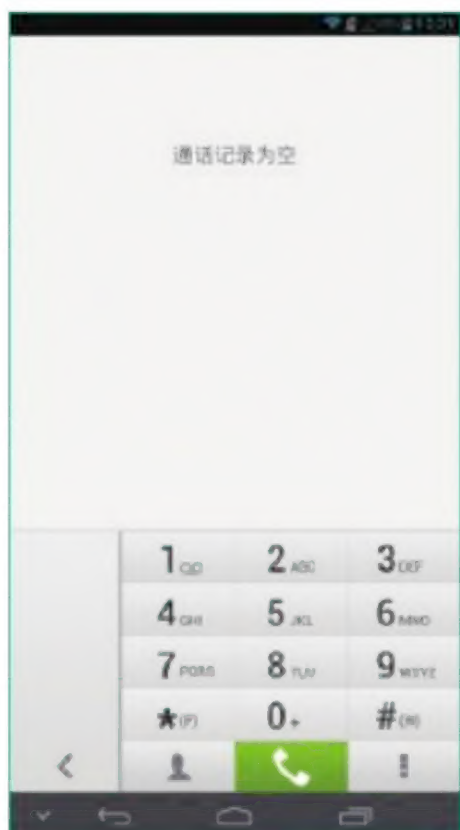 通话记录为空
1
2 ABC
3 DEF
4 GHI
5 JKL
6 MNO
7 PQRS
8 TUV
9 WXYZ
★(P)
0 +
#(W)